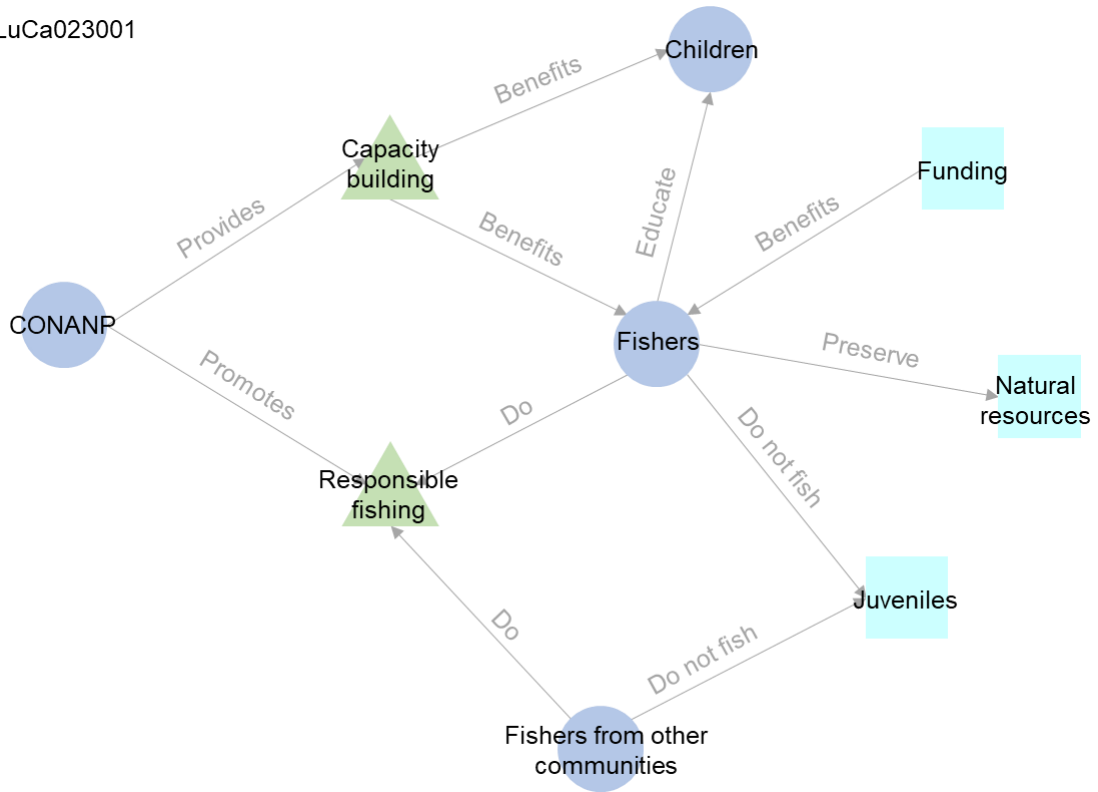 LuCa023001
Children
Benefits
Capacity
building
Funding
Educate
Provides
Benefits
Benefits
CONANP
Fishers
Preserve
Promotes
Natural
resources
Do
Do not fish
Responsible
fishing
Juveniles
Do
Do not fish
Fishers from other
communities